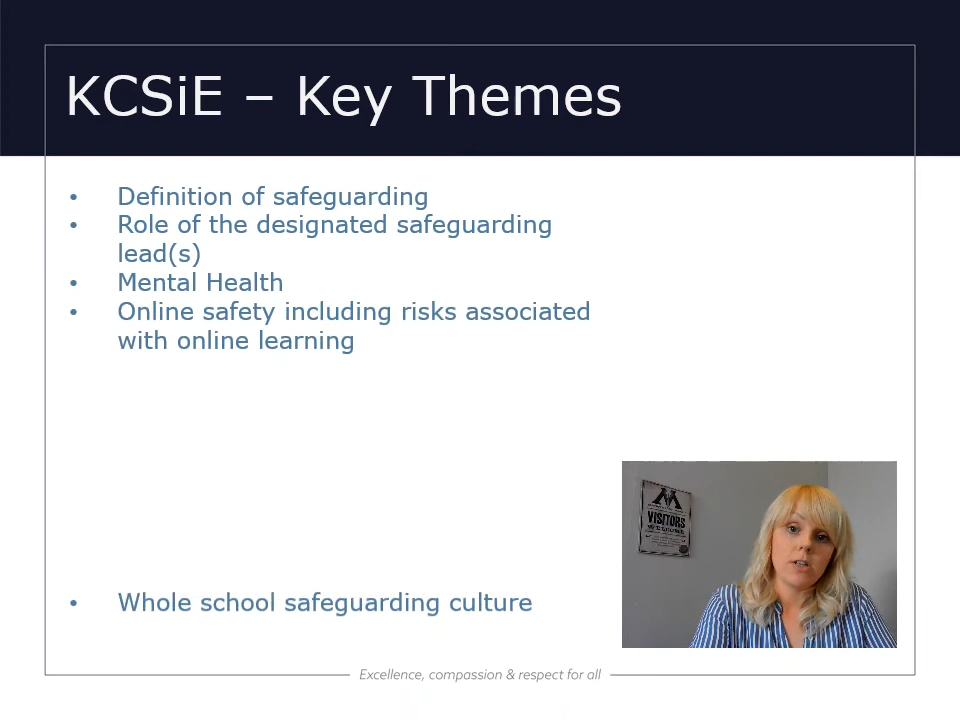 KCSiE – Key Themes
• Definition of safeguarding
• Role of the designated safeguarding
lead(s)
• Mental Health
• Online safety including risks associated
with online learning
• Whole school safeguarding culture
VISITORS
Excellence, compassion & respect for all